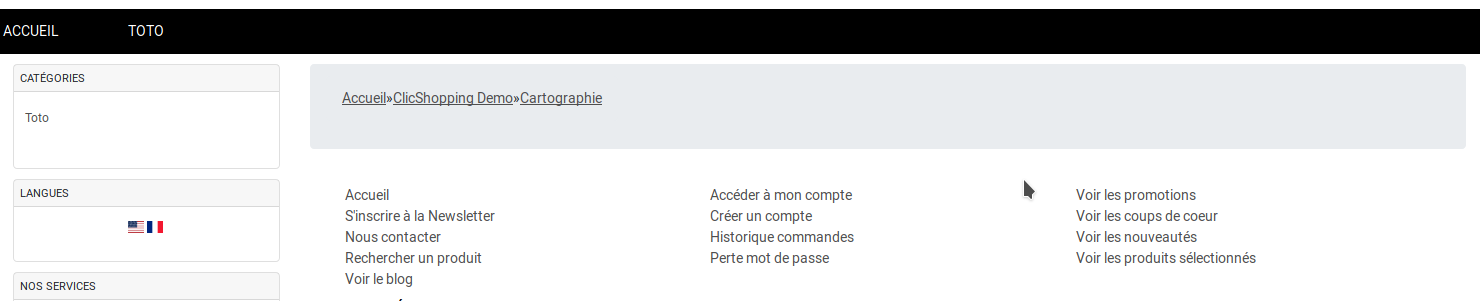 ACCUEIL TOTO
CATÉGORIES
Toto
LANGUES
NOS SERVICES
Accueil»ClicShopping Demo»Cartographie
Accueil
S'inscrire à la Newsletter
Nous contacter
Rechercher un produit
Voir le blog
Accéder à mon compte
Créer un compte
Historique commandes
Perte mot de passe
Voir les promotions
Voir les coups de coeur
Voir les nouveautés
Voir les produits sélectionnés